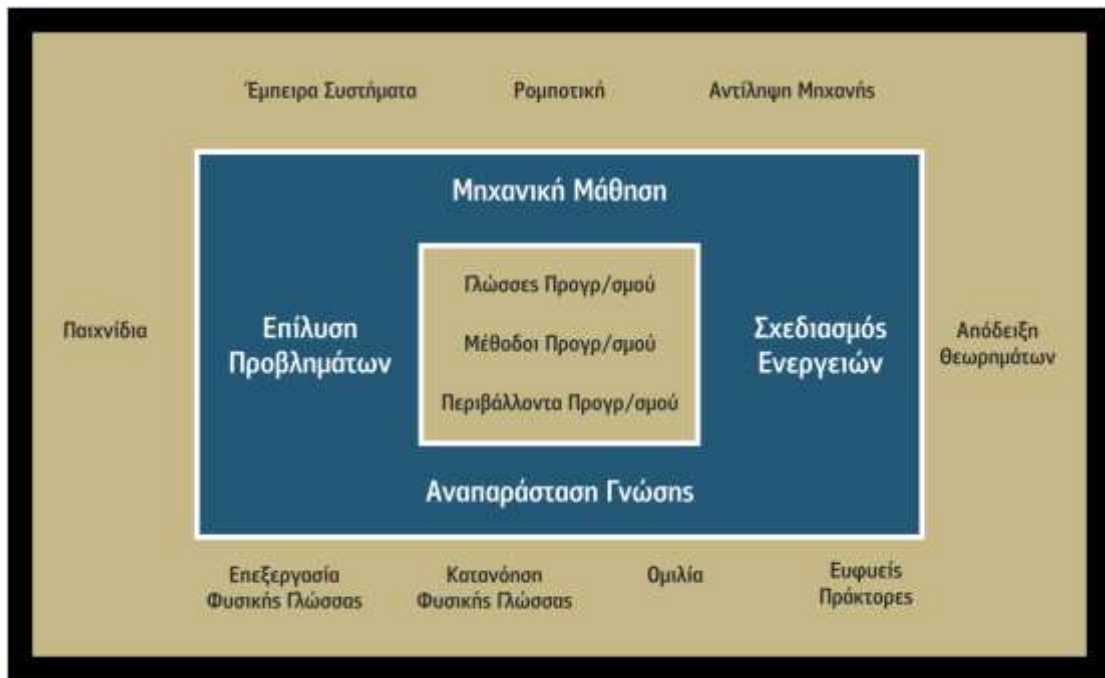 Έμπειρα Συστήματα
Ρομποτική
Αντίληψη Μηχανής
Μηχανική Μάθηση
Γλώσσες Προγρ/σμού
Παιχνίδια
Επίλυση
Προβλημάτων
Μέθοδοι Προγρ/σμού
Σχεδιασμός
Ενεργειών
Απόδειξη
Θεωρημάτων
Περιβάλλοντα Προγρ/σμού
Αναπαράσταση Γνώσης
Επεξεργασία
Φυσικής Γλώσσας
Κατανόηση
Φυσικής Γλώσσας
Ομιλία
Ευφυείς
Πράκτορες